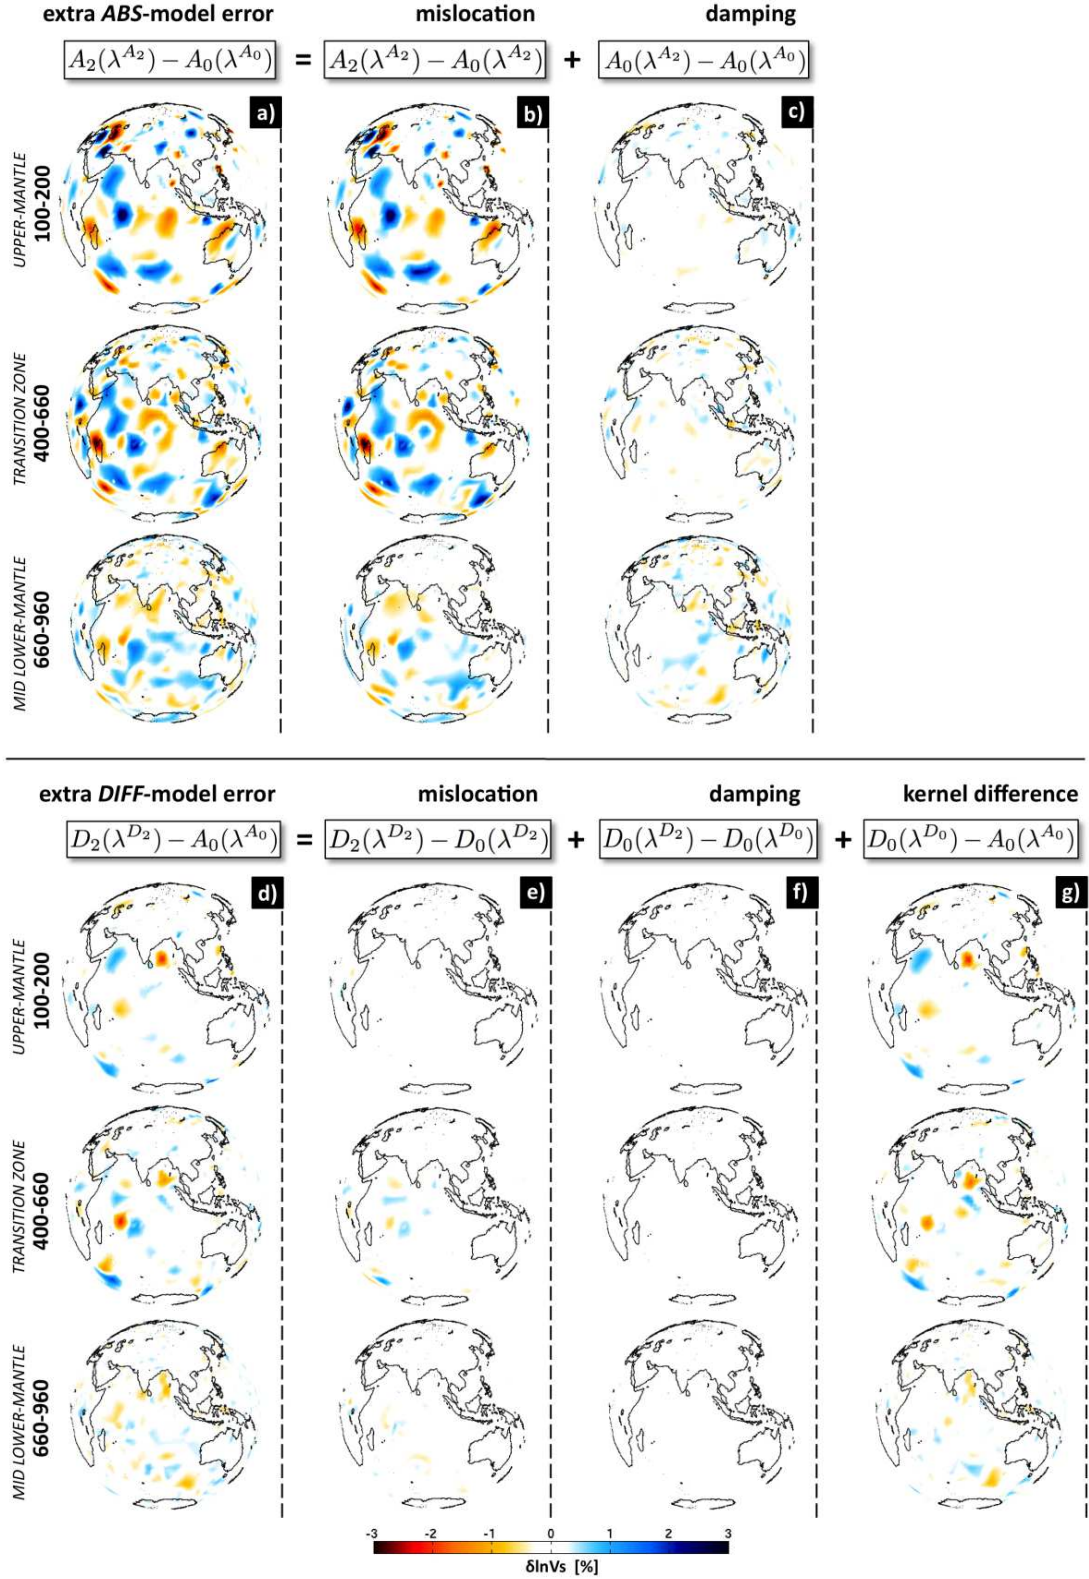 extra ABS-model error mislocation damping
A₂(λ^A₂) − A₀(λ^A₀) = A₂(λ^A₂) − A₀(λ^A₂) + A₀(λ^A₂) − A₀(λ^A₀)
a) b) c)
UPPER-MANTLE
100-200
TRANSITION ZONE
400-660
MID LOWER-MANTLE
660-960
extra DIFF-model error mislocation damping kernel difference
D₂(λ^D₂) − A₀(λ^A₀) = D₂(λ^D₂) − D₀(λ^D₂) + D₀(λ^D₂) − D₀(λ^D₀) + D₀(λ^D₀) − A₀(λ^A₀)
d) e) f) g)
UPPER-MANTLE
100-200
TRANSITION ZONE
400-660
MID LOWER-MANTLE
660-960
-3 -2 -1 0 1 2 3
δlnVs [%]